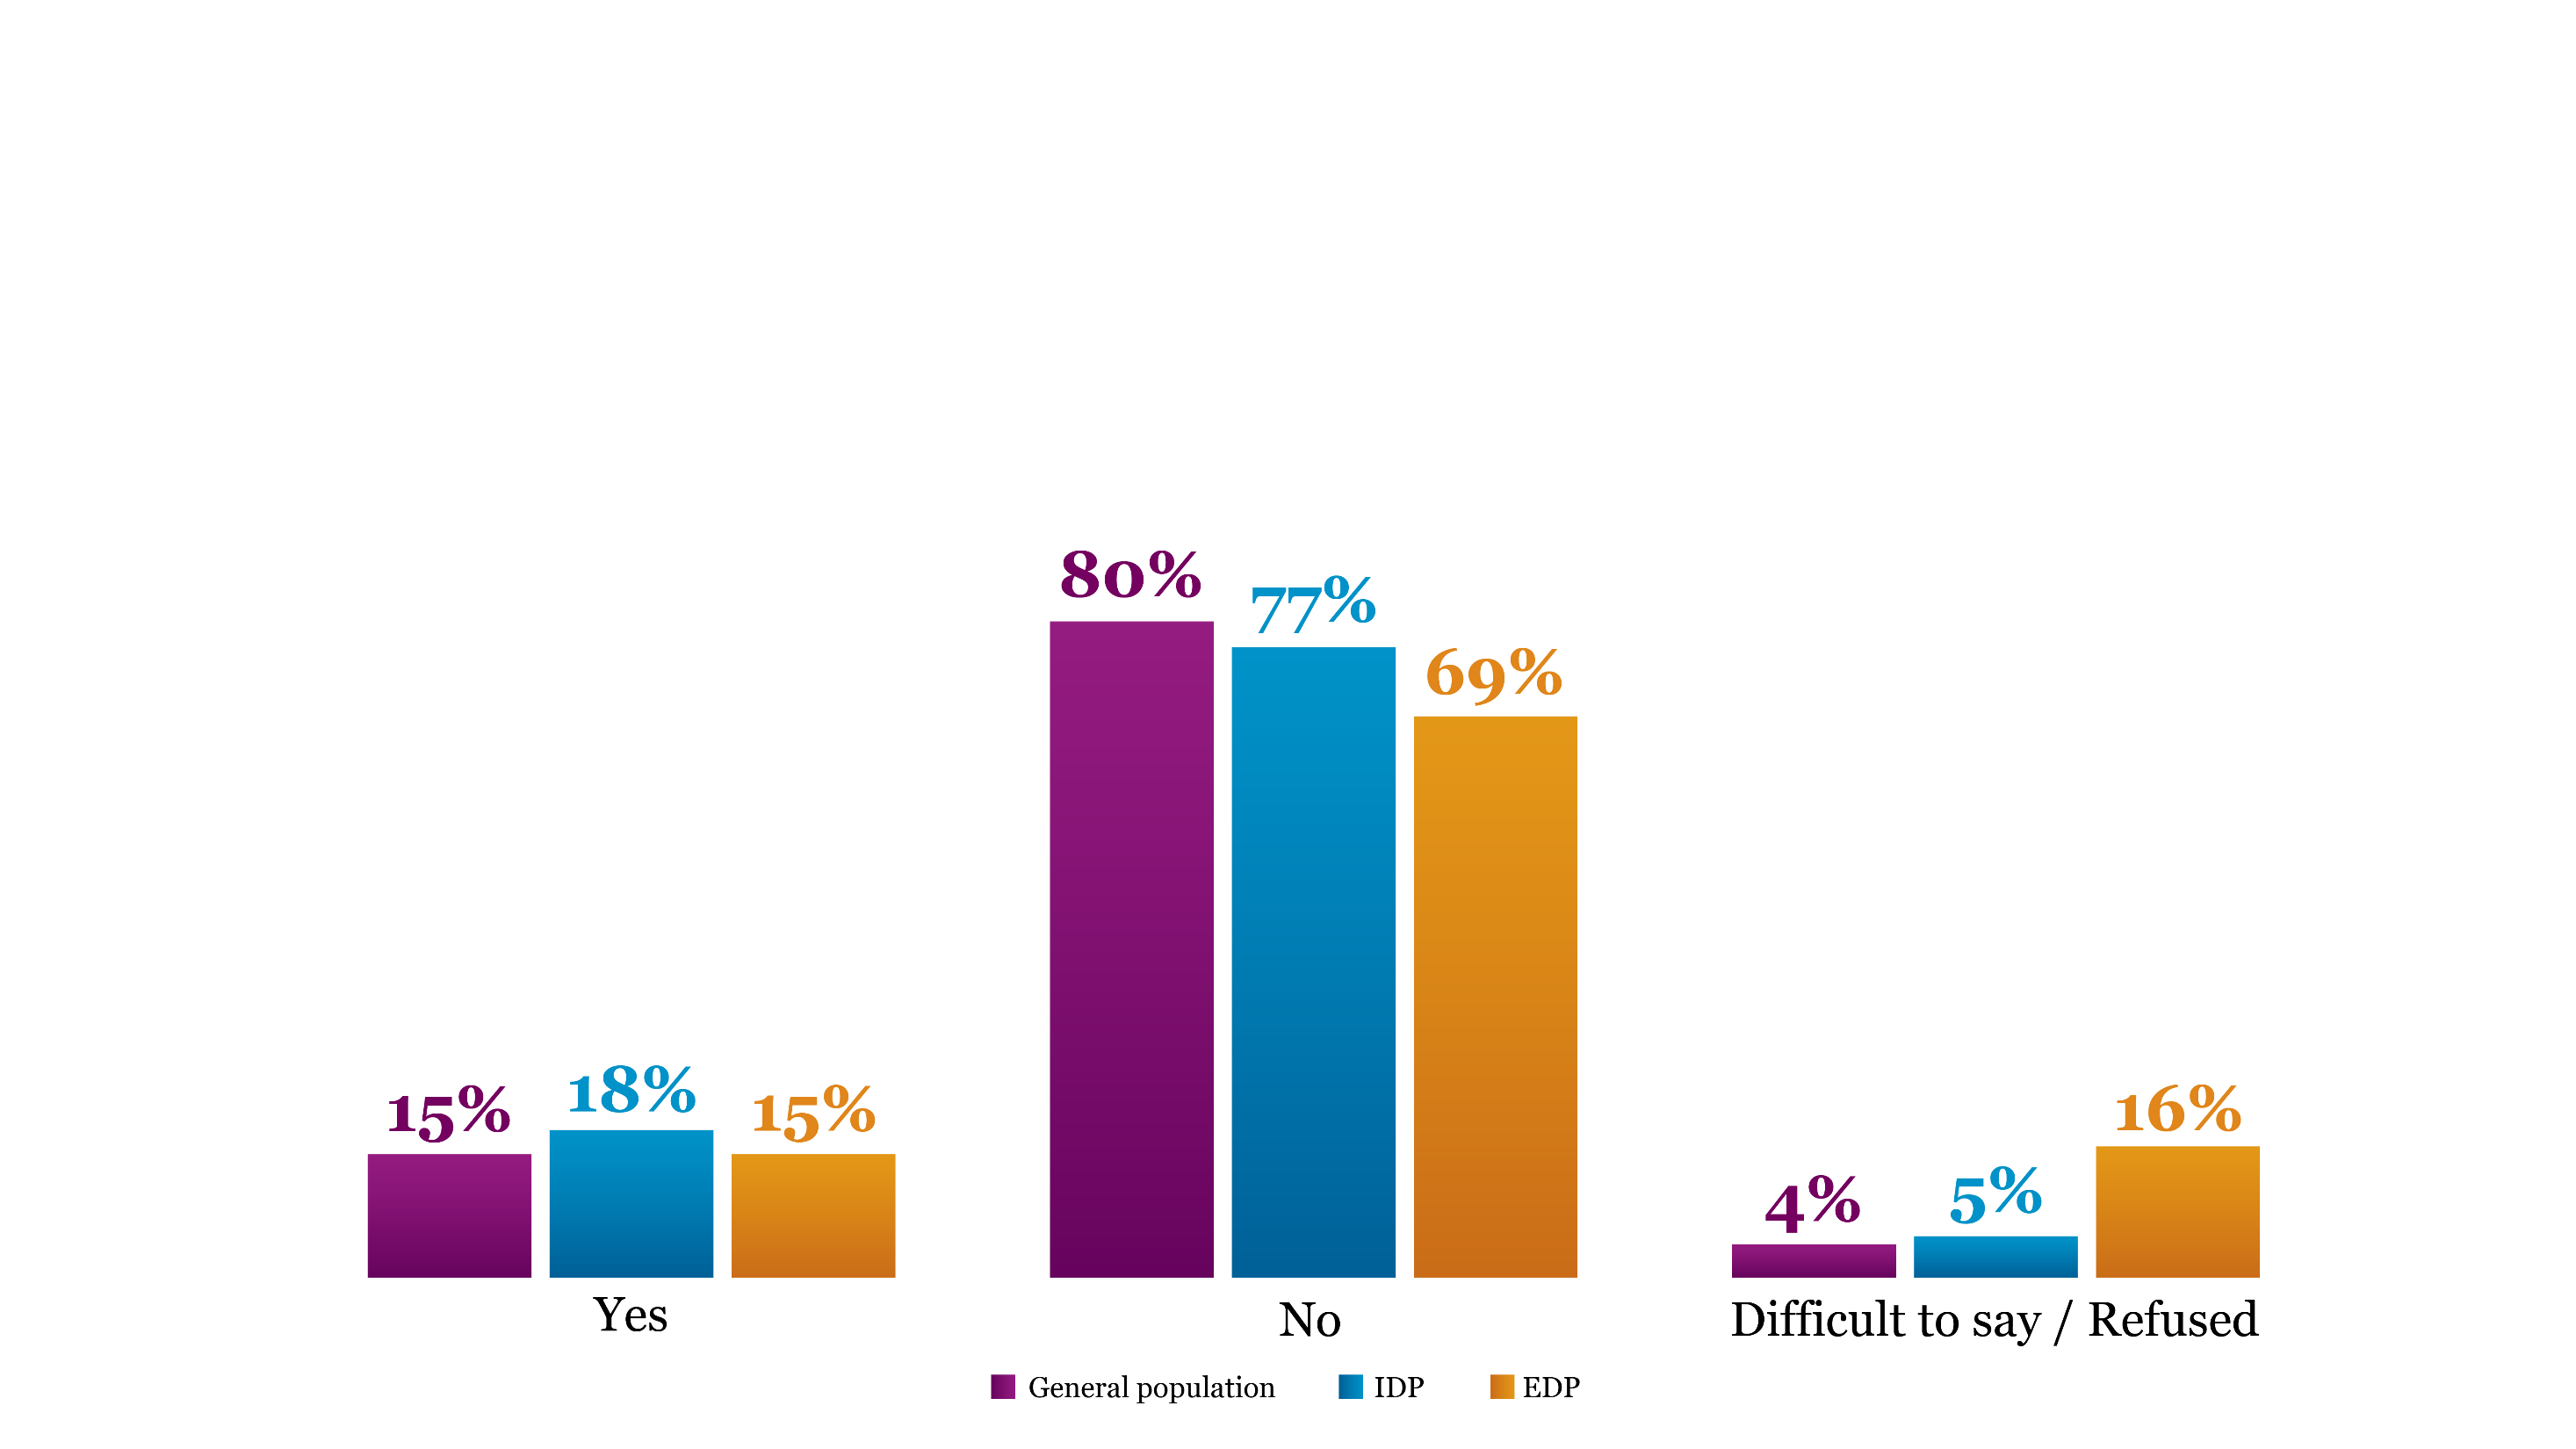 80%
77%
69%
15%
18%
15%
4%
5%
16%
Yes
No
Difficult to say / Refused
General population
IDP
EDP